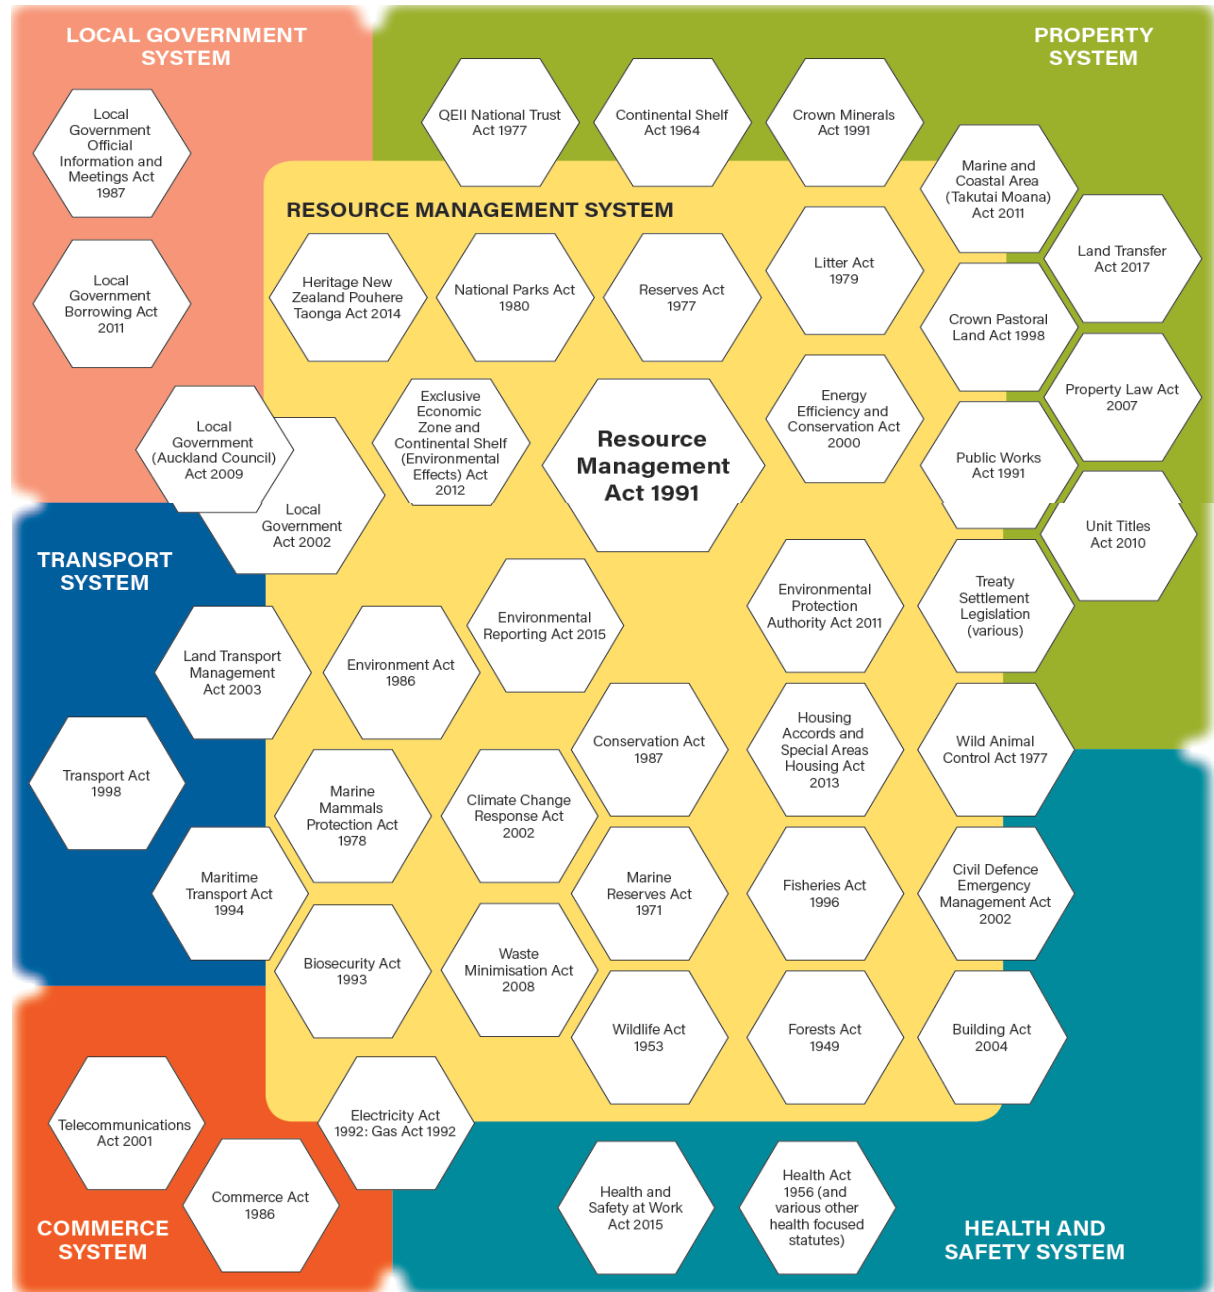 LOCAL GOVERNMENT
SYSTEM
PROPERTY
SYSTEM
Local
Government
Official
Information and
Meetings Act
1987
QEII National Trust
Act 1977
Continental Shelf
Act 1964
Crown Minerals
Act 1991
Marine and
Coastal Area
(Takutai Moana)
Act 2011
Land Transfer
Act 2017
RESOURCE MANAGEMENT SYSTEM
Local
Government
Borrowing Act
2011
Heritage New
Zealand Pouhere
Taonga Act 2014
National Parks Act
1980
Reserves Act
1977
Litter Act
1979
Crown Pastoral
Land Act 1998
Property Law Act
2007
Local
Government
(Auckland Council)
Act 2009
Local
Government
Act 2002
Exclusive
Economic
Zone and
Continental Shelf
(Environmental
Effects) Act
2012
Resource
Management
Act 1991
Energy
Efficiency and
Conservation Act
2000
Public Works
Act 1991
Unit Titles
Act 2010
TRANSPORT
SYSTEM
Land Transport
Management
Act 2003
Environment Act
1986
Environmental
Reporting Act 2015
Environmental
Protection
Authority Act 2011
Treaty
Settlement
Legislation
(various)
Transport Act
1998
Marine
Mammals
Protection Act
1978
Climate Change
Response Act
2002
Conservation Act
1987
Housing
Accords and
Special Areas
Housing Act
2013
Wild Animal
Control Act 1977
Maritime
Transport Act
1994
Marine
Reserves Act
1971
Fisheries Act
1996
Civil Defence
Emergency
Management Act
2002
Biosecurity Act
1993
Waste
Minimisation Act
2008
Wildlife Act
1953
Forests Act
1949
Building Act
2004
Telecommunications
Act 2001
Electricity Act
1992: Gas Act 1992
Commerce Act
1986
Health and
Safety at Work
Act 2015
Health Act
1956 (and
various other
health focused
statutes)
COMMERCE
SYSTEM
HEALTH AND
SAFETY SYSTEM